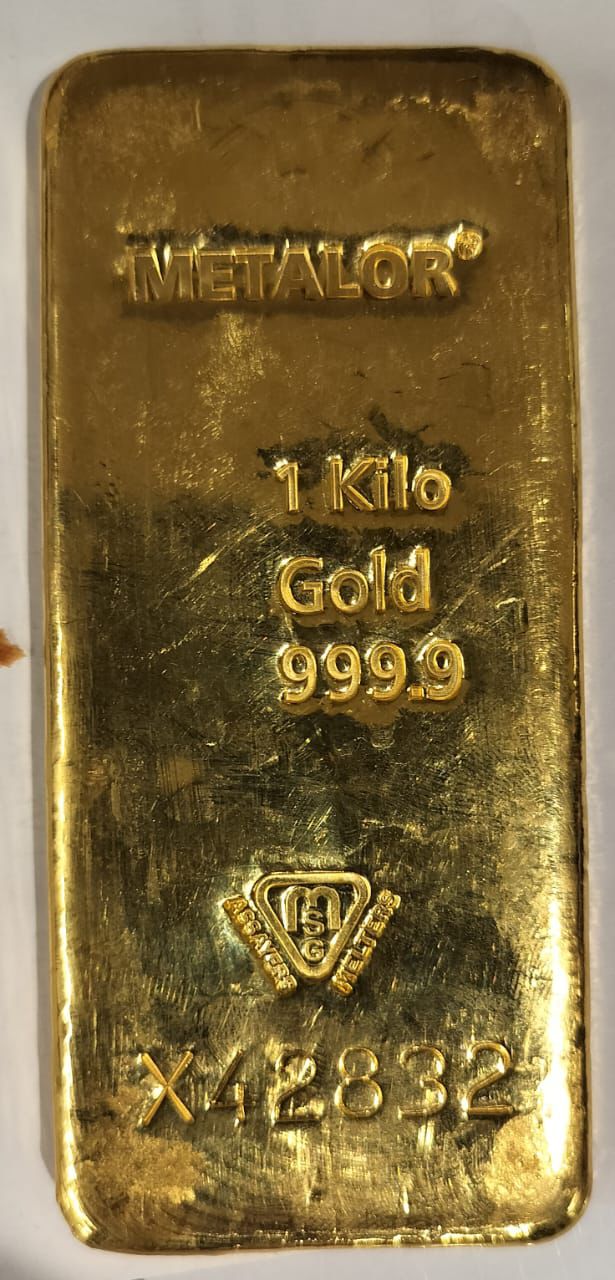 METALOR®
1 Kilo
Gold
999.9
MSG
ASSAYERS MELTERS
X42832